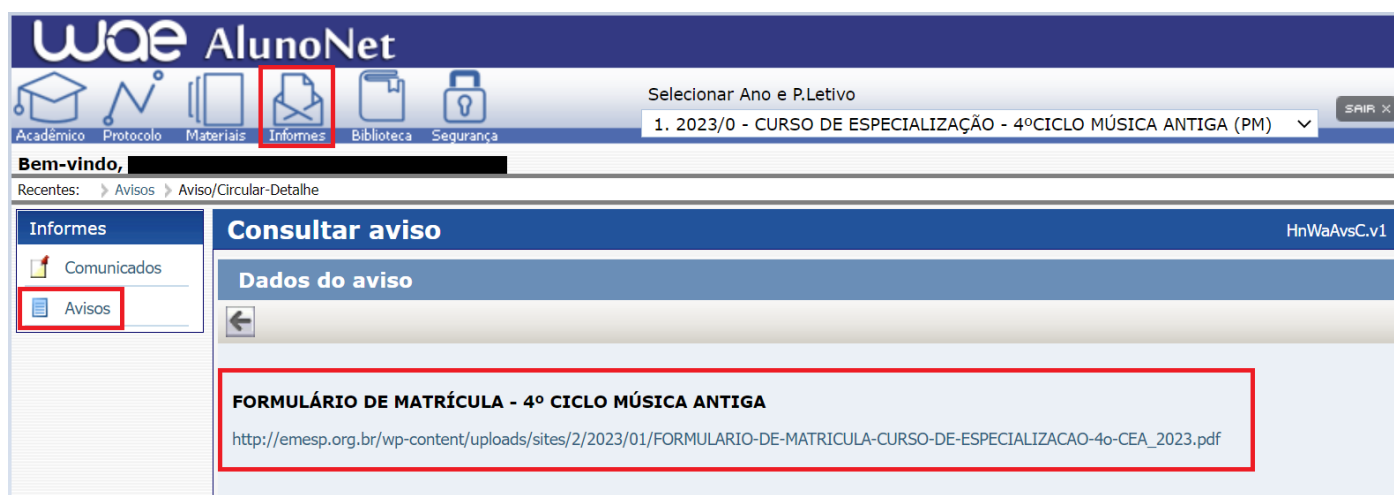 wae AlunoNet
Acadêmico Protocolo Materiais Informes Biblioteca Segurança
Selecionar Ano e P.Letivo
1. 2023/0 - CURSO DE ESPECIALIZAÇÃO - 4ºCICLO MÚSICA ANTIGA (PM)
SAIR X
Bem-vindo,
Recentes: Avisos Aviso/Circular-Detalhe
Informes
Comunicados
Avisos
Consultar aviso HnWaAvsC.v1
Dados do aviso
FORMULÁRIO DE MATRÍCULA - 4º CICLO MÚSICA ANTIGA
http://emesp.org.br/wp-content/uploads/sites/2/2023/01/FORMULARIO-DE-MATRICULA-CURSO-DE-ESPECIALIZACAO-4o-CEA_2023.pdf